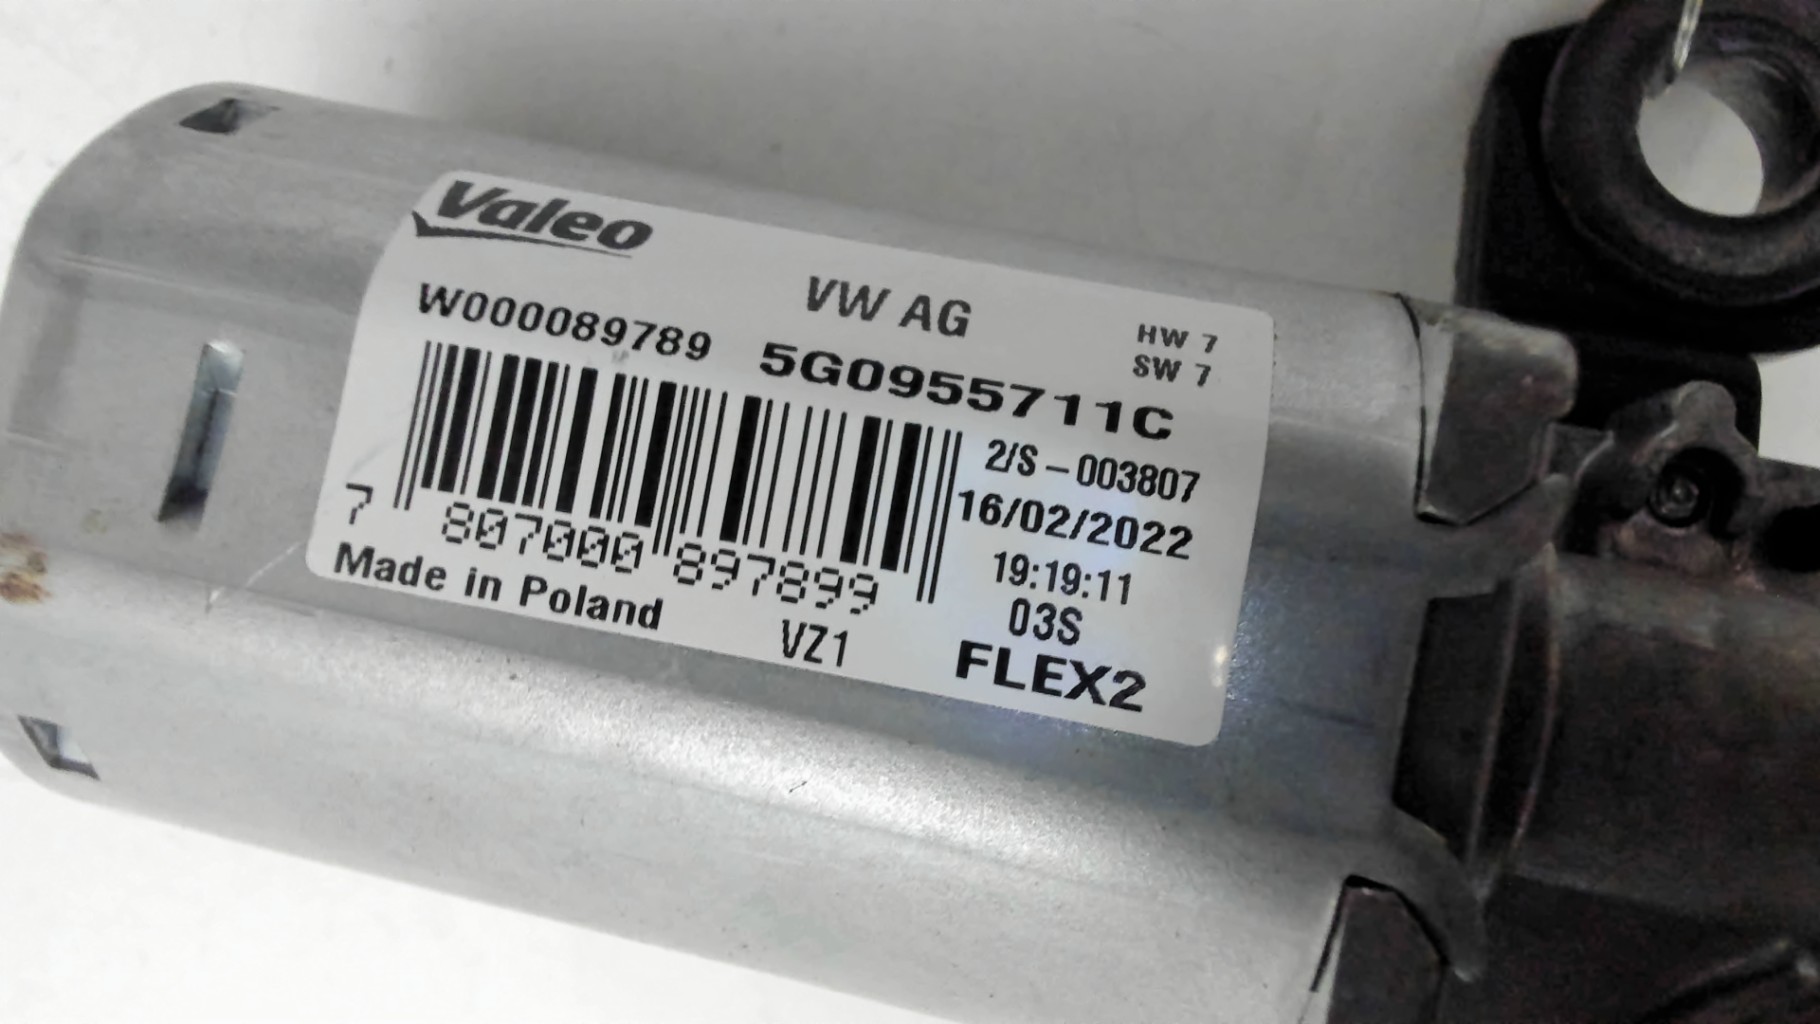 Valeo
VW AG
HW 7
SW 7
W000089789
5G0955711C
2/S-003807
16/02/2022
19:19:11
03S
FLEX2
7 807000 897899
Made in Poland
VZ1